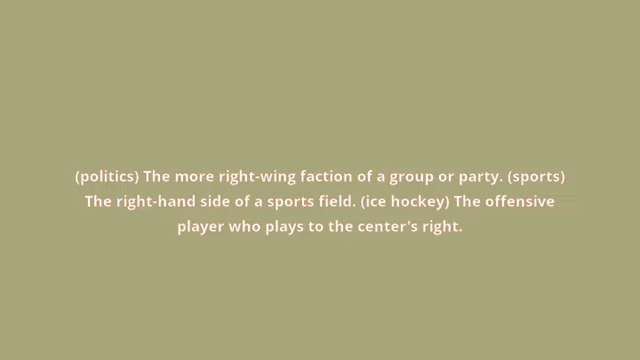 (politics) The more right-wing faction of a group or party. (sports)
The right-hand side of a sports field. (ice hockey) The offensive
player who plays to the center's right.